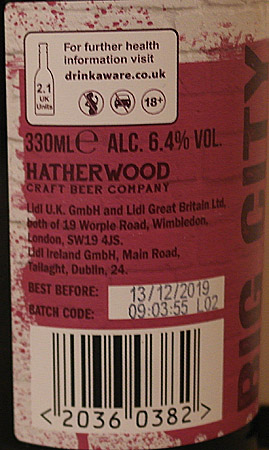 For further health
information visit
drinkaware.co.uk
2.1
UK
Units
18+
330MLe ALC. 6.4% VOL.
HATHERWOOD
CRAFT BEER COMPANY
Lidl U.K. GmbH and Lidl Great Britain Ltd,
both of 19 Worple Road, Wimbledon,
London, SW19 4JS.
Lidl Ireland GmbH, Main Road,
Tallaght, Dublin, 24.
BEST BEFORE: 13/12/2019
BATCH CODE: 09:03:55 L02
<2036 0382>
BIG CITY